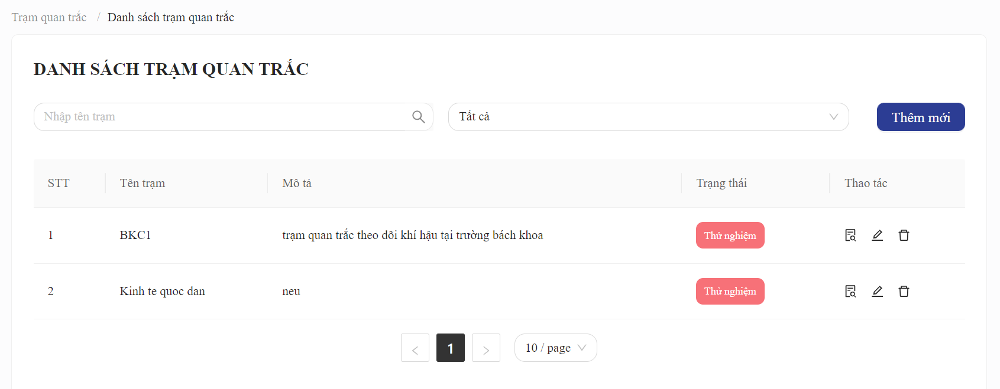 Trạm quan trắc / Danh sách trạm quan trắc
DANH SÁCH TRẠM QUAN TRẮC
Nhập tên trạm
Tất cả
Thêm mới
STT Tên trạm Mô tả Trạng thái Thao tác
1 BKC1 trạm quan trắc theo dõi khí hậu tại trường bách khoa Thử nghiệm
2 Kinh te quoc dan neu Thử nghiệm
< 1 > 10 / page